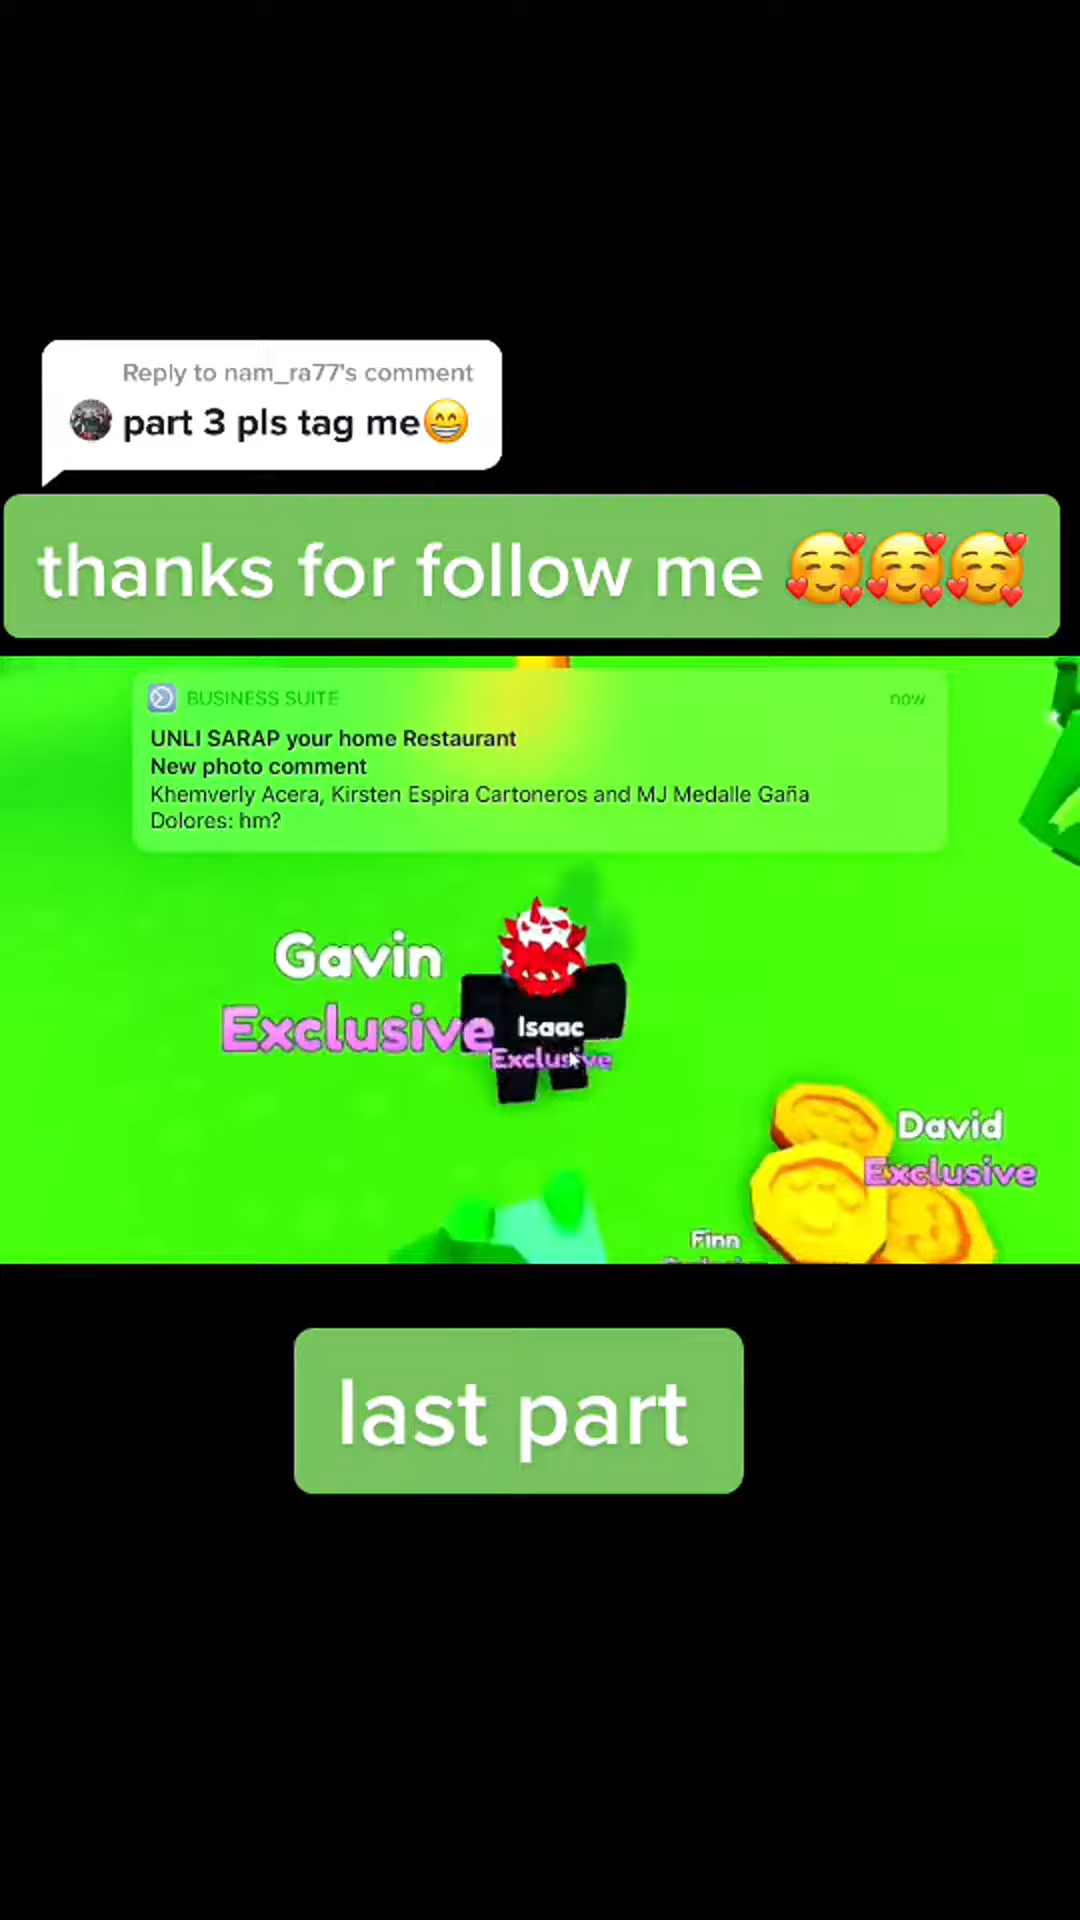 Reply to nam_ra77's comment
part 3 pls tag me😁
thanks for follow me 🥰🥰🥰
BUSINESS SUITE
now
UNLI SARAP your home Restaurant
New photo comment
Khemverly Acera, Kirsten Espira Cartoneros and MJ Medalle Gaña
Dolores: hm?
Gavin
Exclusive
Isaac
Exclusive
David
Exclusive
Finn
last part